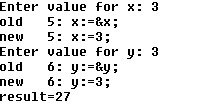 Enter value for x: 3
old   5: x:=&x;
new   5: x:=3;
Enter value for y: 3
old   6: y:=&y;
new   6: y:=3;
result=27